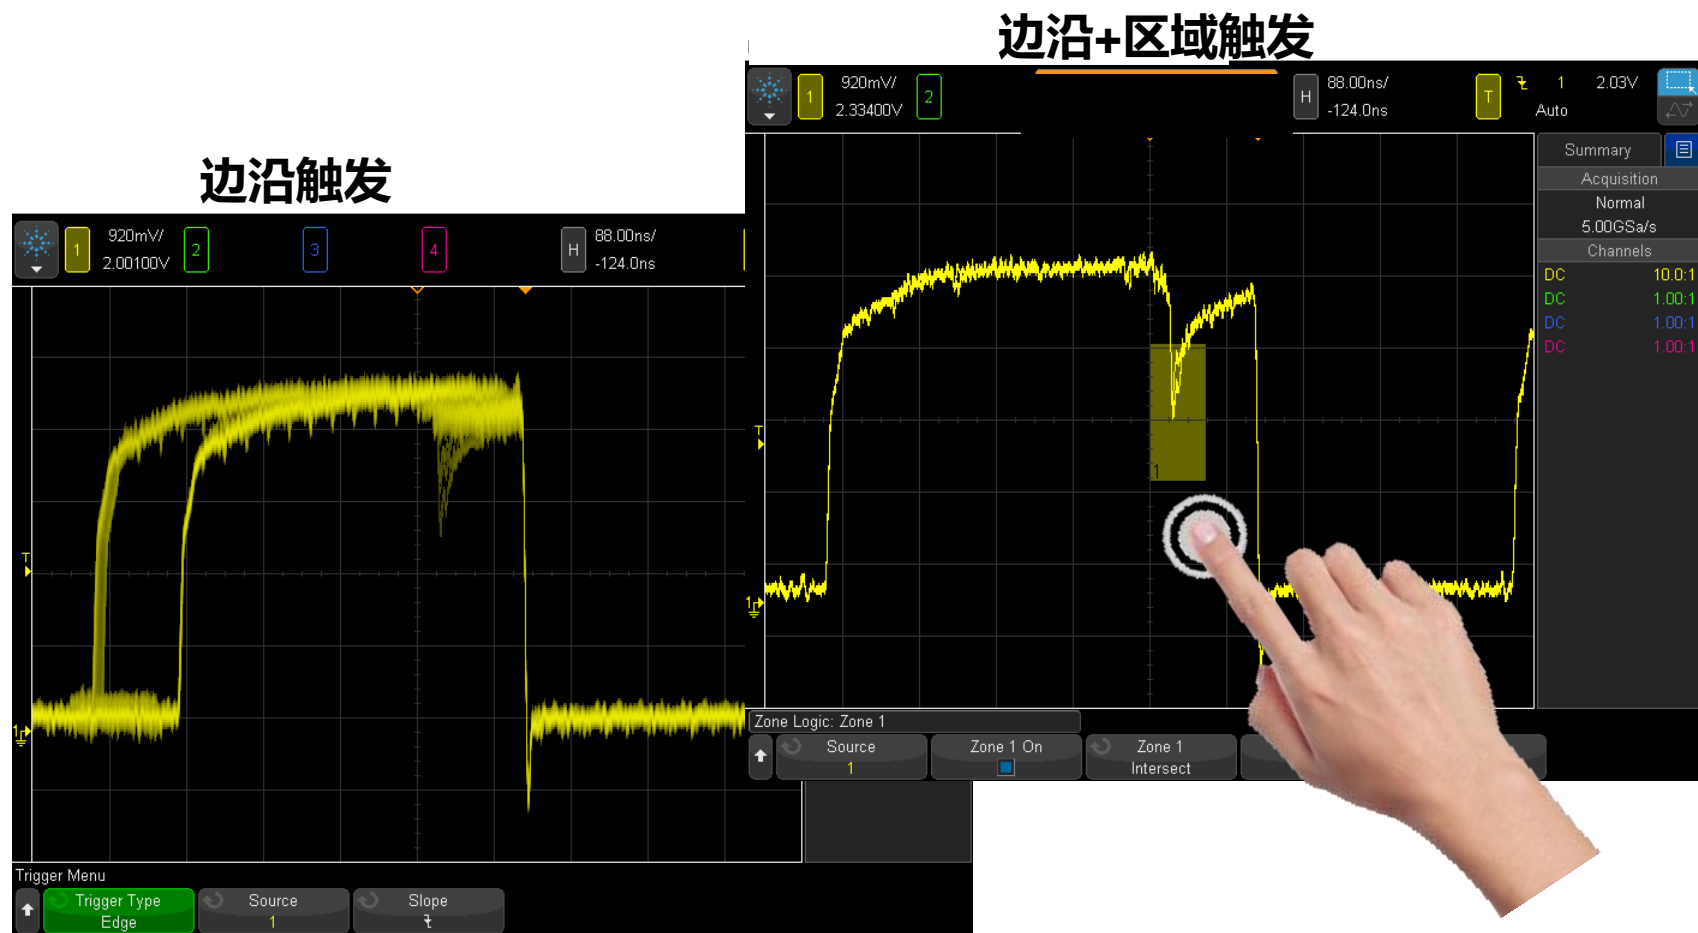 边沿+区域触发
边沿触发
1
920mV/
2.00100V
2
3
4
H
88.00ns/
-124.0ns
T
1
Trigger Menu
Trigger Type
Edge
Source
1
Slope
1
920mV/
2.33400V
2
H
88.00ns/
-124.0ns
T
1
2.03V
Auto
Summary
Acquisition
Normal
5.00GSa/s
Channels
DC 10.0:1
DC 1.00:1
DC 1.00:1
DC 1.00:1
T
1
1
Zone Logic: Zone 1
Source
1
Zone 1 On
Zone 1
Intersect